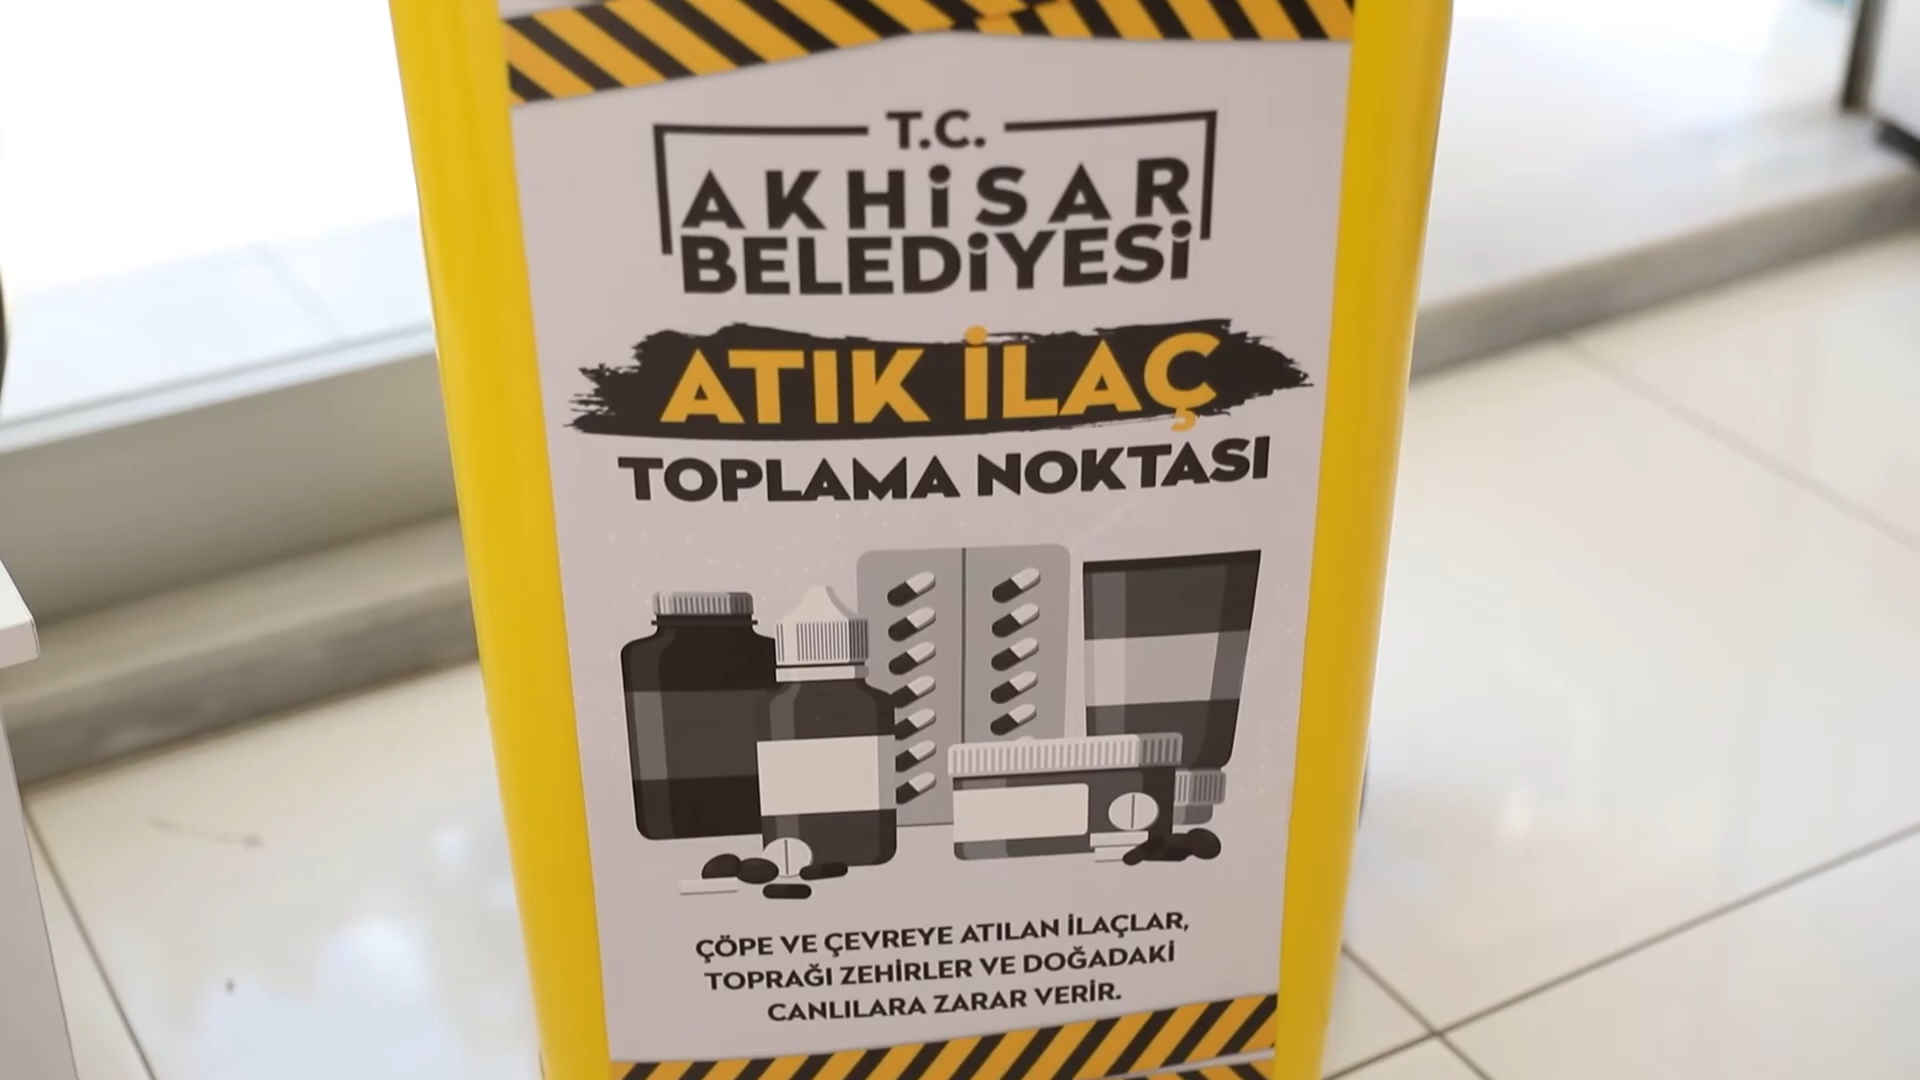 T.C.
AKHİSAR
BELEDİYESİ
ATIK İLAÇ
TOPLAMA NOKTASI
ÇÖPE VE ÇEVREYE ATILAN İLAÇLAR,
TOPRAĞI ZEHİRLER VE DOĞADAKİ
CANLILARA ZARAR VERİR.